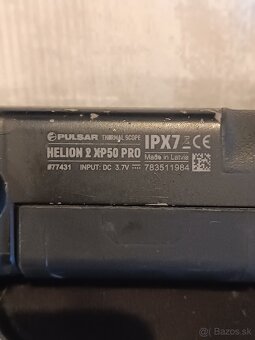 PULSAR THERMAL SCOPE IPX7 CE
HELION 2 XP50 PRO Made in Latvia
#77431 INPUT: DC 3.7V 783511984
bazos.sk